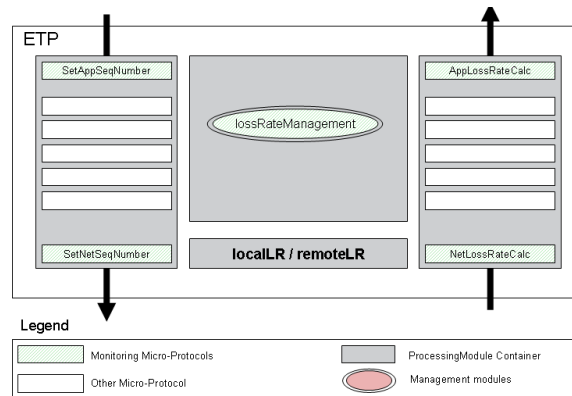 ETP
SetAppSeqNumber
AppLossRateCalc
lossRateManagement
SetNetSeqNumber
localLR / remoteLR
NetLossRateCalc
Legend
Monitoring Micro-Protocols
ProcessingModule Container
Other Micro-Protocol
Management modules